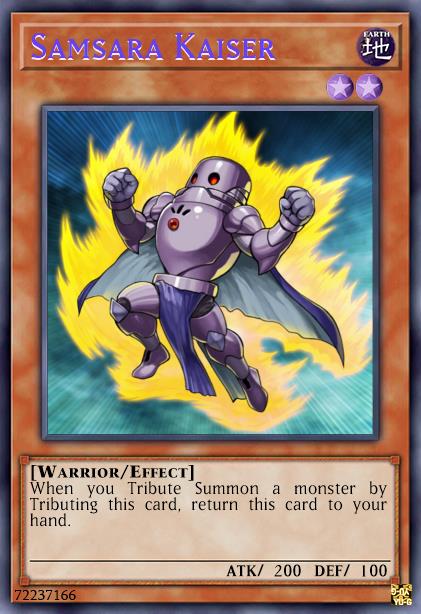 Samsara Kaiser
EARTH
地
[Warrior/Effect]
When you Tribute Summon a monster by
Tributing this card, return this card to your
hand.
ATK/ 200 DEF/ 100
72237166